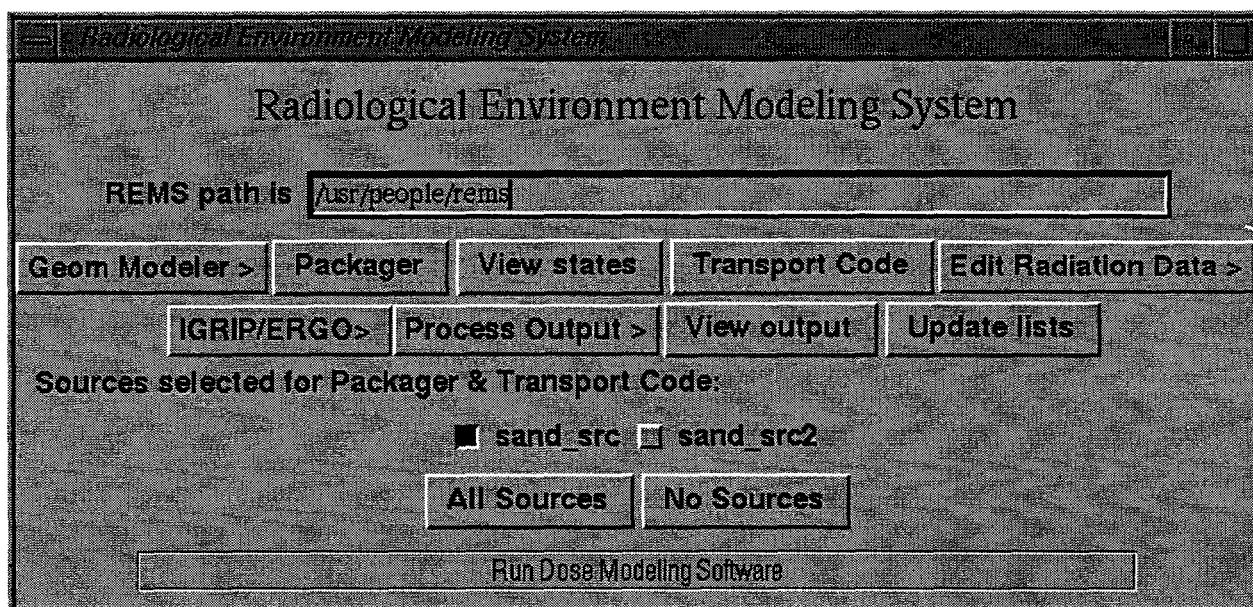 Radiological Environment Modeling System
Radiological Environment Modeling System
REMS path is /usr/people/rems
Geom Modeler > Packager View states Transport Code Edit Radiation Data >
IGRIP/ERGO> Process Output > View output Update lists
Sources selected for Packager & Transport Code:
sand_src sand_src2
All Sources No Sources
Run Dose Modeling Software